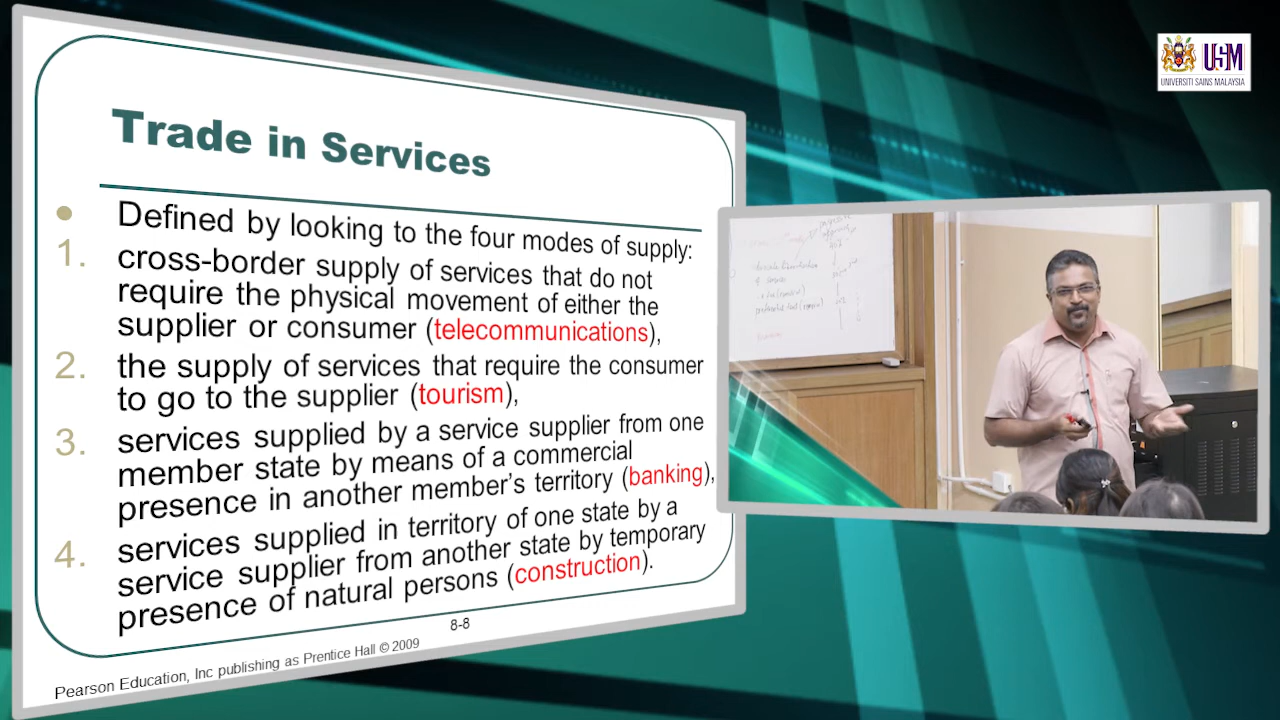 USM
UNIVERSITI SAINS MALAYSIA
Trade in Services
• Defined by looking to the four modes of supply:
1. cross-border supply of services that do not
require the physical movement of either the
supplier or consumer (telecommunications),
2. the supply of services that require the consumer
to go to the supplier (tourism),
3. services supplied by a service supplier from one
member state by means of a commercial
presence in another member's territory (banking),
4. services supplied in territory of one state by a
service supplier from another state by temporary
presence of natural persons (construction).
8-8
Pearson Education, Inc publishing as Prentice Hall © 2009